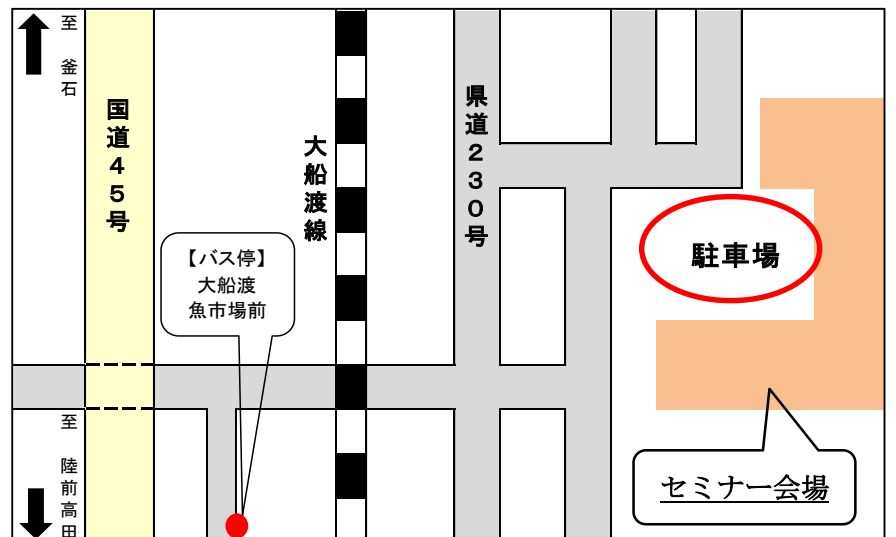 至 釜石
国道45号
大船渡線
県道230号
駐車場
【バス停】
大船渡
魚市場前
至 陸前高田
セミナー会場